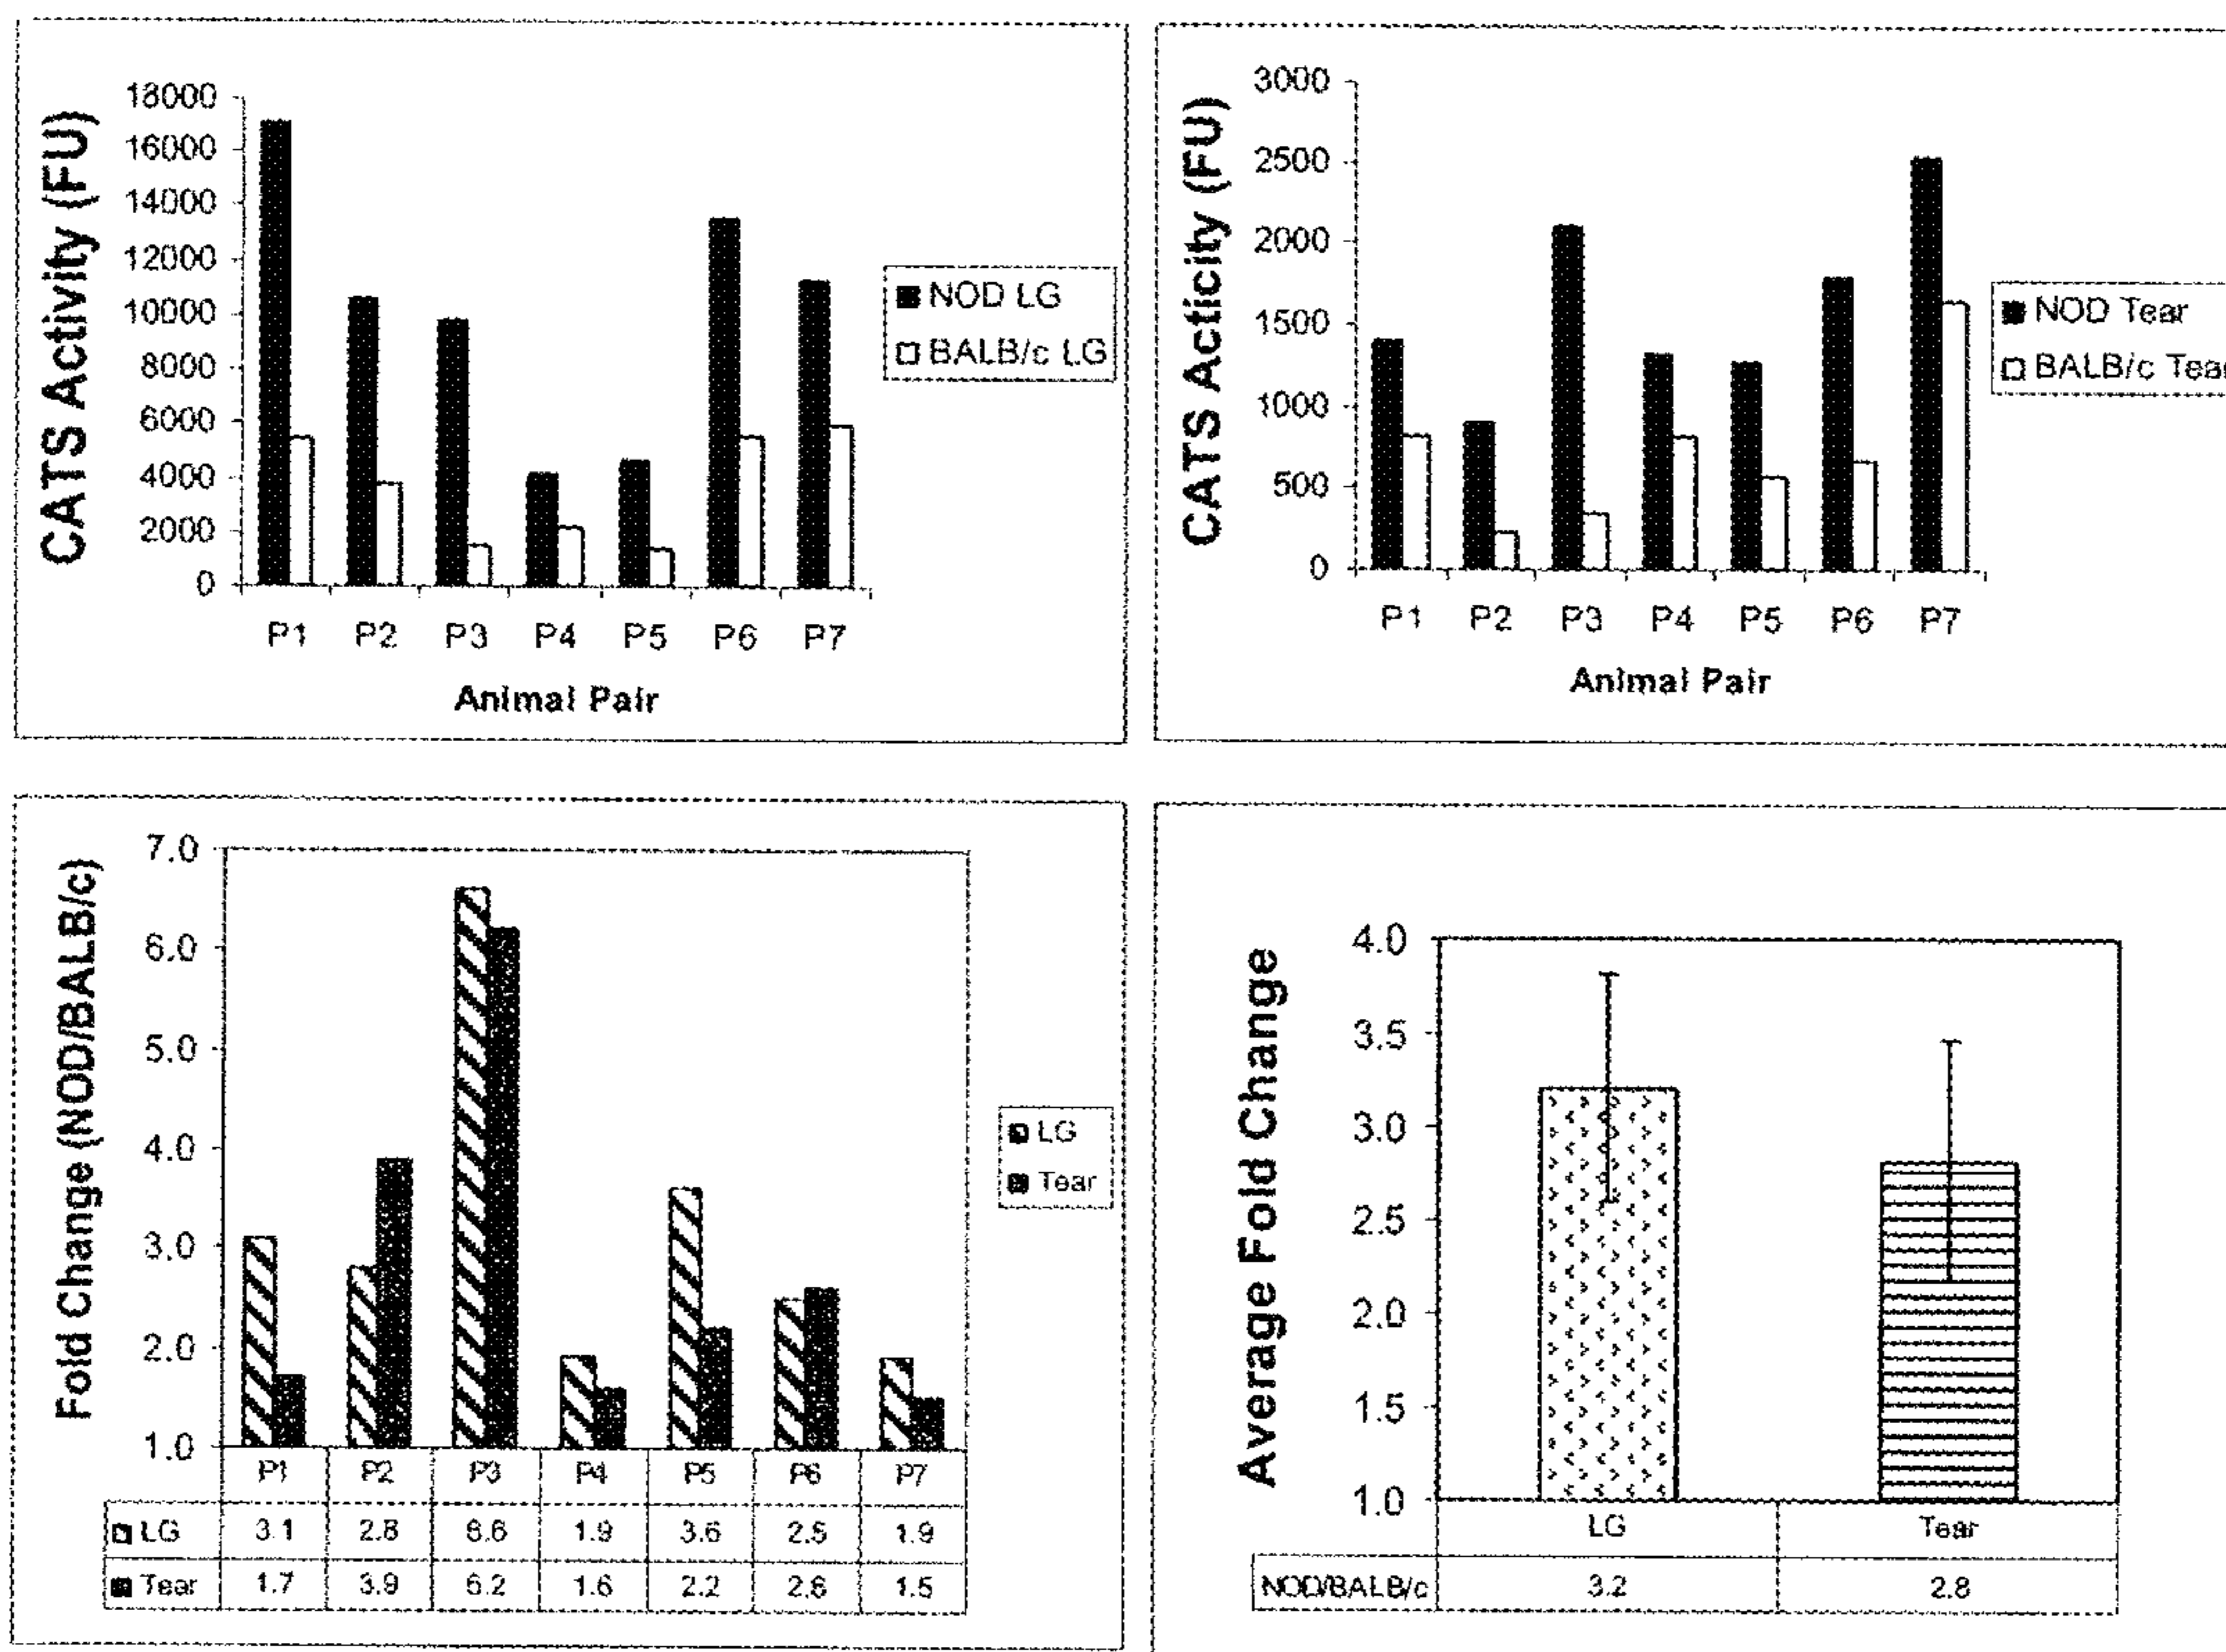 CATS Activity (FU)
18000
16000
14000
12000
10000
8000
6000
4000
2000
0
P1 P2 P3 P4 P5 P6 P7
Animal Pair
NOD LG
BALB/c LG
CATS Acticity (FU)
3000
2500
2000
1500
1000
500
0
P1 P2 P3 P4 P5 P6 P7
Animal Pair
NOD Tear
BALB/c Tear
Fold Change (NOD/BALB/c)
7.0
6.0
5.0
4.0
3.0
2.0
1.0
P1 P2 P3 P4 P5 P6 P7
LG 3.1 2.8 6.6 1.9 3.6 2.5 1.9
Tear 1.7 3.9 6.2 1.6 2.2 2.6 1.5
LG
Tear
Average Fold Change
4.0
3.5
3.0
2.5
2.0
1.5
1.0
LG Tear
NOD/BALB/c 3.2 2.8